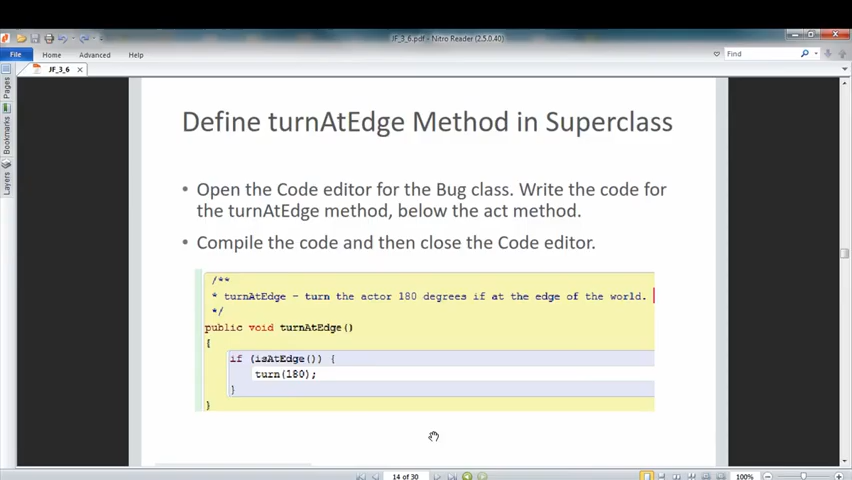 JF_3_6.pdf - Nitro Reader (2.5.0.40)
File Home Advanced Help Find
JF_3_6
Pages
Bookmarks
Layers
Define turnAtEdge Method in Superclass
• Open the Code editor for the Bug class. Write the code for
the turnAtEdge method, below the act method.
• Compile the code and then close the Code editor.
/**
* turnAtEdge - turn the actor 180 degrees if at the edge of the world.
*/
public void turnAtEdge()
{
if (isAtEdge()) {
turn(180);
}
}
14 of 30
100%